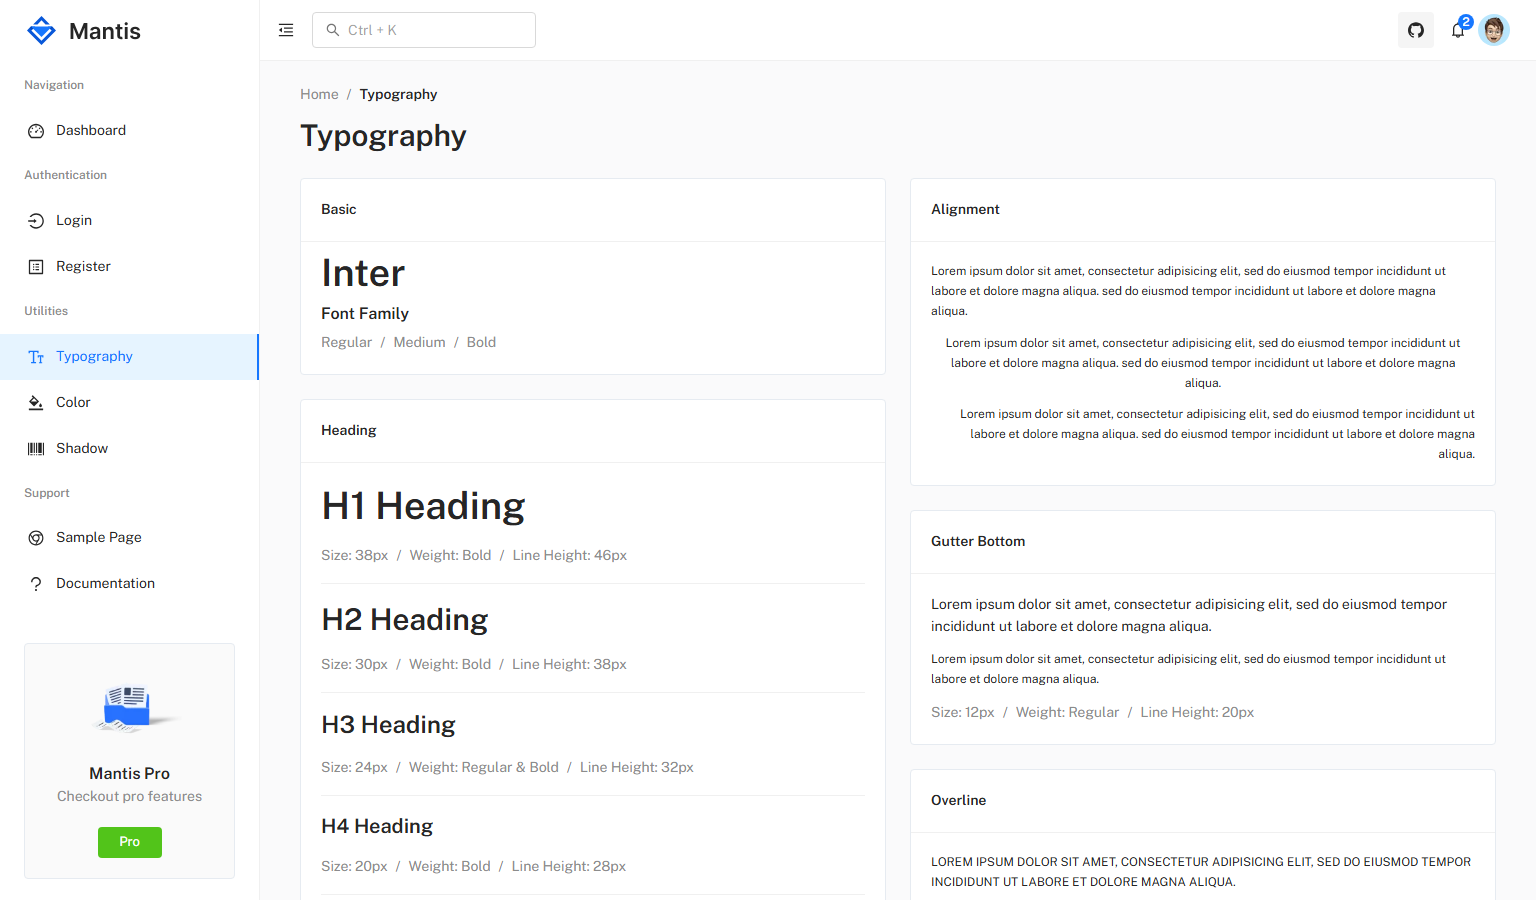 Mantis
Navigation
Dashboard
Authentication
Login
Register
Utilities
Typography
Color
Shadow
Support
Sample Page
Documentation
Mantis Pro
Checkout pro features
Pro
Ctrl + K
2
Home / Typography
Typography
Basic
Inter
Font Family
Regular / Medium / Bold
Heading
H1 Heading
Size: 38px / Weight: Bold / Line Height: 46px
H2 Heading
Size: 30px / Weight: Bold / Line Height: 38px
H3 Heading
Size: 24px / Weight: Regular & Bold / Line Height: 32px
H4 Heading
Size: 20px / Weight: Bold / Line Height: 28px
Alignment
Lorem ipsum dolor sit amet, consectetur adipisicing elit, sed do eiusmod tempor incididunt ut
labore et dolore magna aliqua. sed do eiusmod tempor incididunt ut labore et dolore magna
aliqua.
Lorem ipsum dolor sit amet, consectetur adipisicing elit, sed do eiusmod tempor incididunt ut
labore et dolore magna aliqua. sed do eiusmod tempor incididunt ut labore et dolore magna
aliqua.
Lorem ipsum dolor sit amet, consectetur adipisicing elit, sed do eiusmod tempor incididunt ut
labore et dolore magna aliqua. sed do eiusmod tempor incididunt ut labore et dolore magna
aliqua.
Gutter Bottom
Lorem ipsum dolor sit amet, consectetur adipisicing elit, sed do eiusmod tempor
incididunt ut labore et dolore magna aliqua.
Lorem ipsum dolor sit amet, consectetur adipisicing elit, sed do eiusmod tempor incididunt ut
labore et dolore magna aliqua.
Size: 12px / Weight: Regular / Line Height: 20px
Overline
LOREM IPSUM DOLOR SIT AMET, CONSECTETUR ADIPISICING ELIT, SED DO EIUSMOD TEMPOR
INCIDIDUNT UT LABORE ET DOLORE MAGNA ALIQUA.